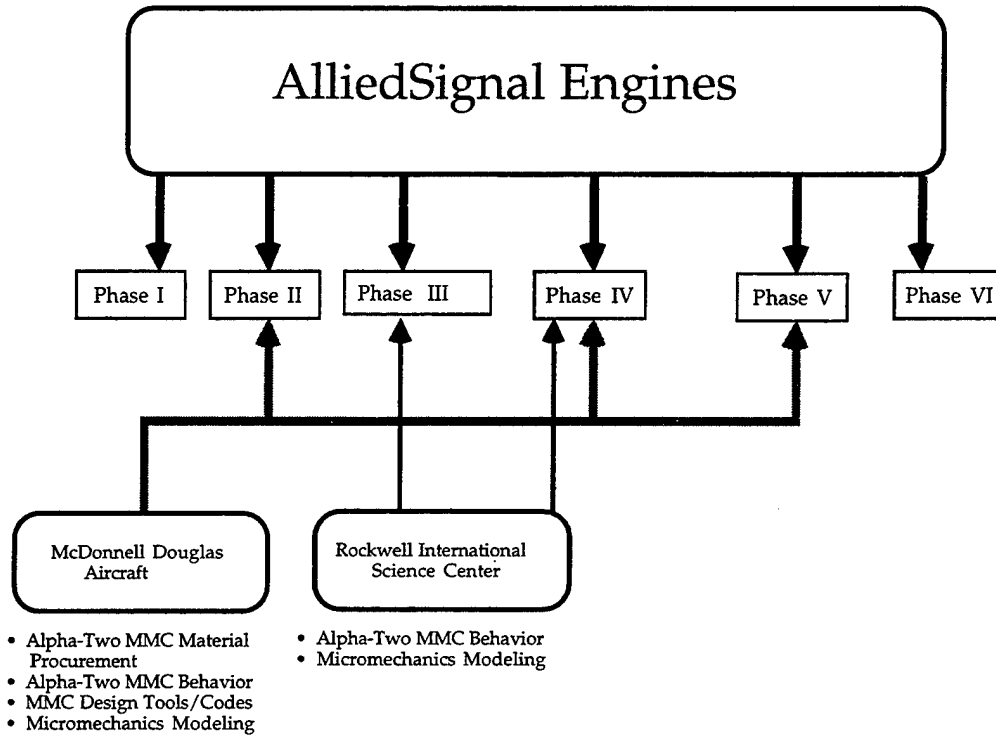 AlliedSignal Engines
Phase I
Phase II
Phase III
Phase IV
Phase V
Phase VI
McDonnell Douglas
Aircraft
Rockwell International
Science Center
• Alpha-Two MMC Material
Procurement
• Alpha-Two MMC Behavior
• MMC Design Tools/Codes
• Micromechanics Modeling
• Alpha-Two MMC Behavior
• Micromechanics Modeling